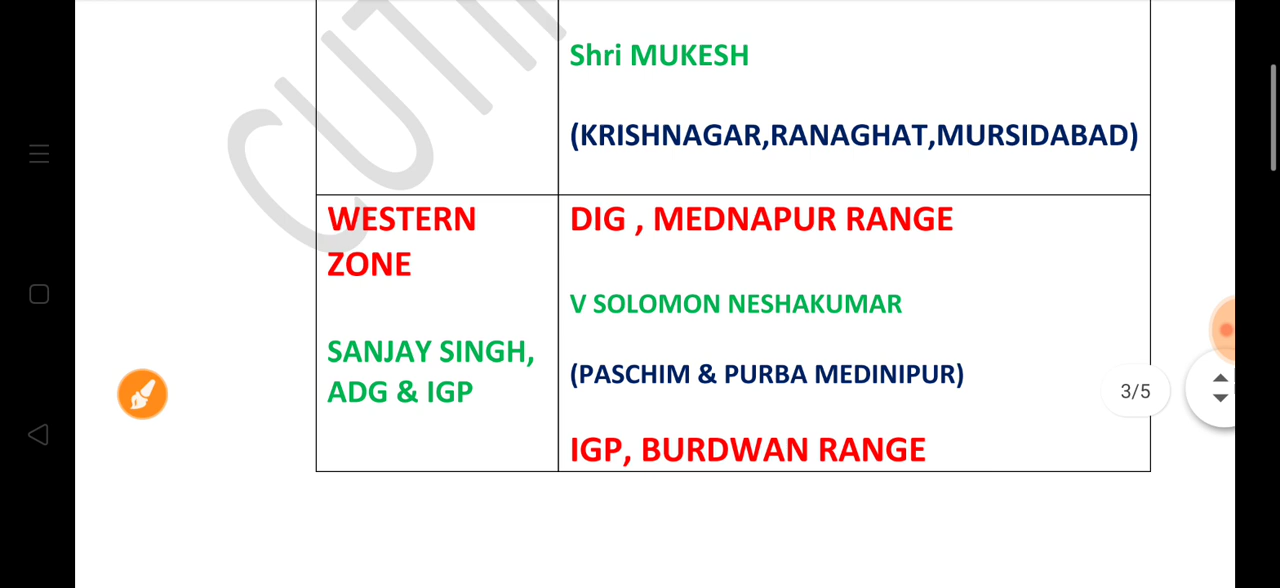 Shri MUKESH
(KRISHNAGAR,RANAGHAT,MURSIDABAD)
WESTERN
ZONE
SANJAY SINGH,
ADG & IGP
DIG , MEDNAPUR RANGE
V SOLOMON NESHAKUMAR
(PASCHIM & PURBA MEDINIPUR)
IGP, BURDWAN RANGE
3/5